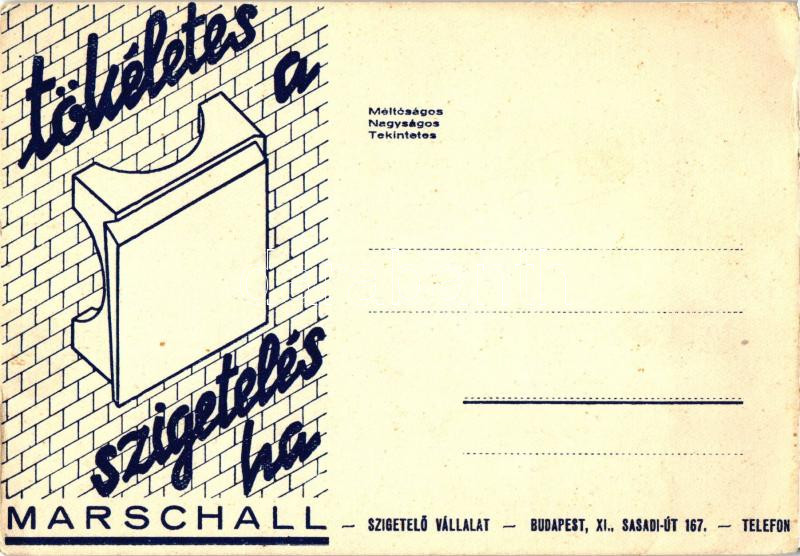 tökéletes
a
szigetelés
ha
MARSCHALL – SZIGETELŐ VÁLLALAT – BUDAPEST, XI., SASADI-ÚT 167. – TELEFON
Méltóságos
Nagyságos
Tekintetes